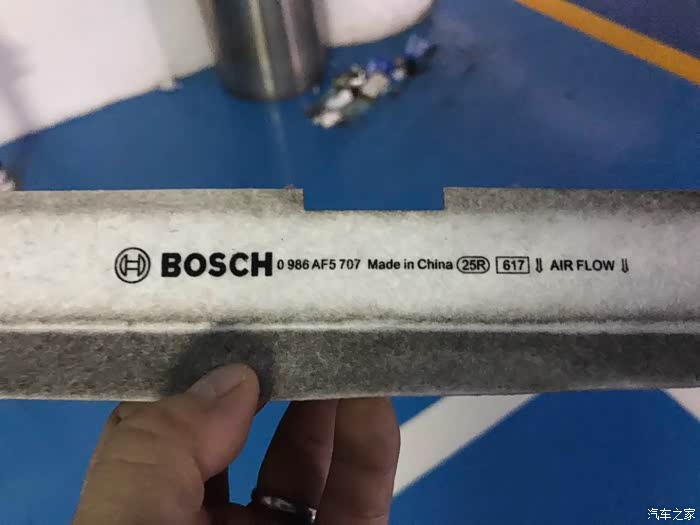 BOSCH 0 986 AF5 707 Made in China 25R 617 ⇓ AIR FLOW ⇓
汽车之家